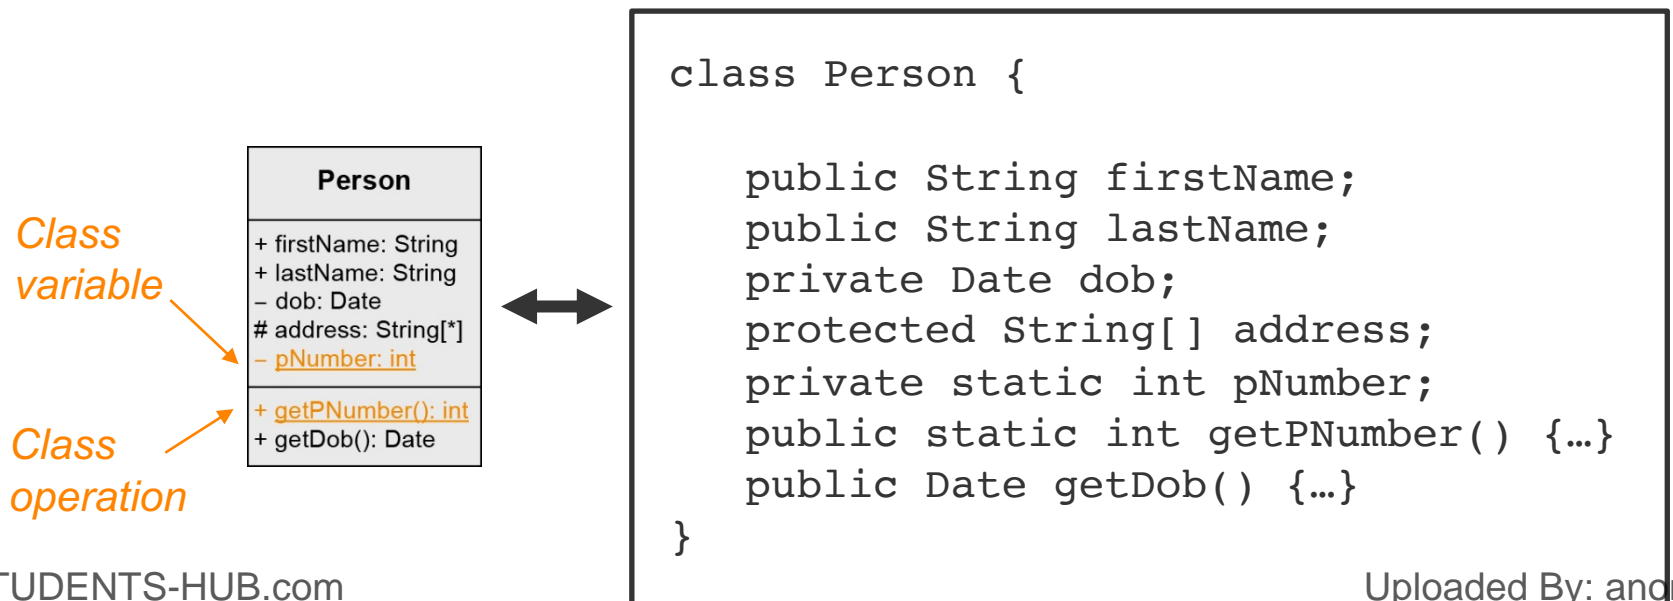 Class
variable
Class
operation
Person
+ firstName: String
+ lastName: String
– dob: Date
# address: String[*]
– pNumber: int
+ getPNumber(): int
+ getDob(): Date
class Person {
public String firstName;
public String lastName;
private Date dob;
protected String[] address;
private static int pNumber;
public static int getPNumber() {…}
public Date getDob() {…}
}
TUDENTS-HUB.com
Uploaded By: anon